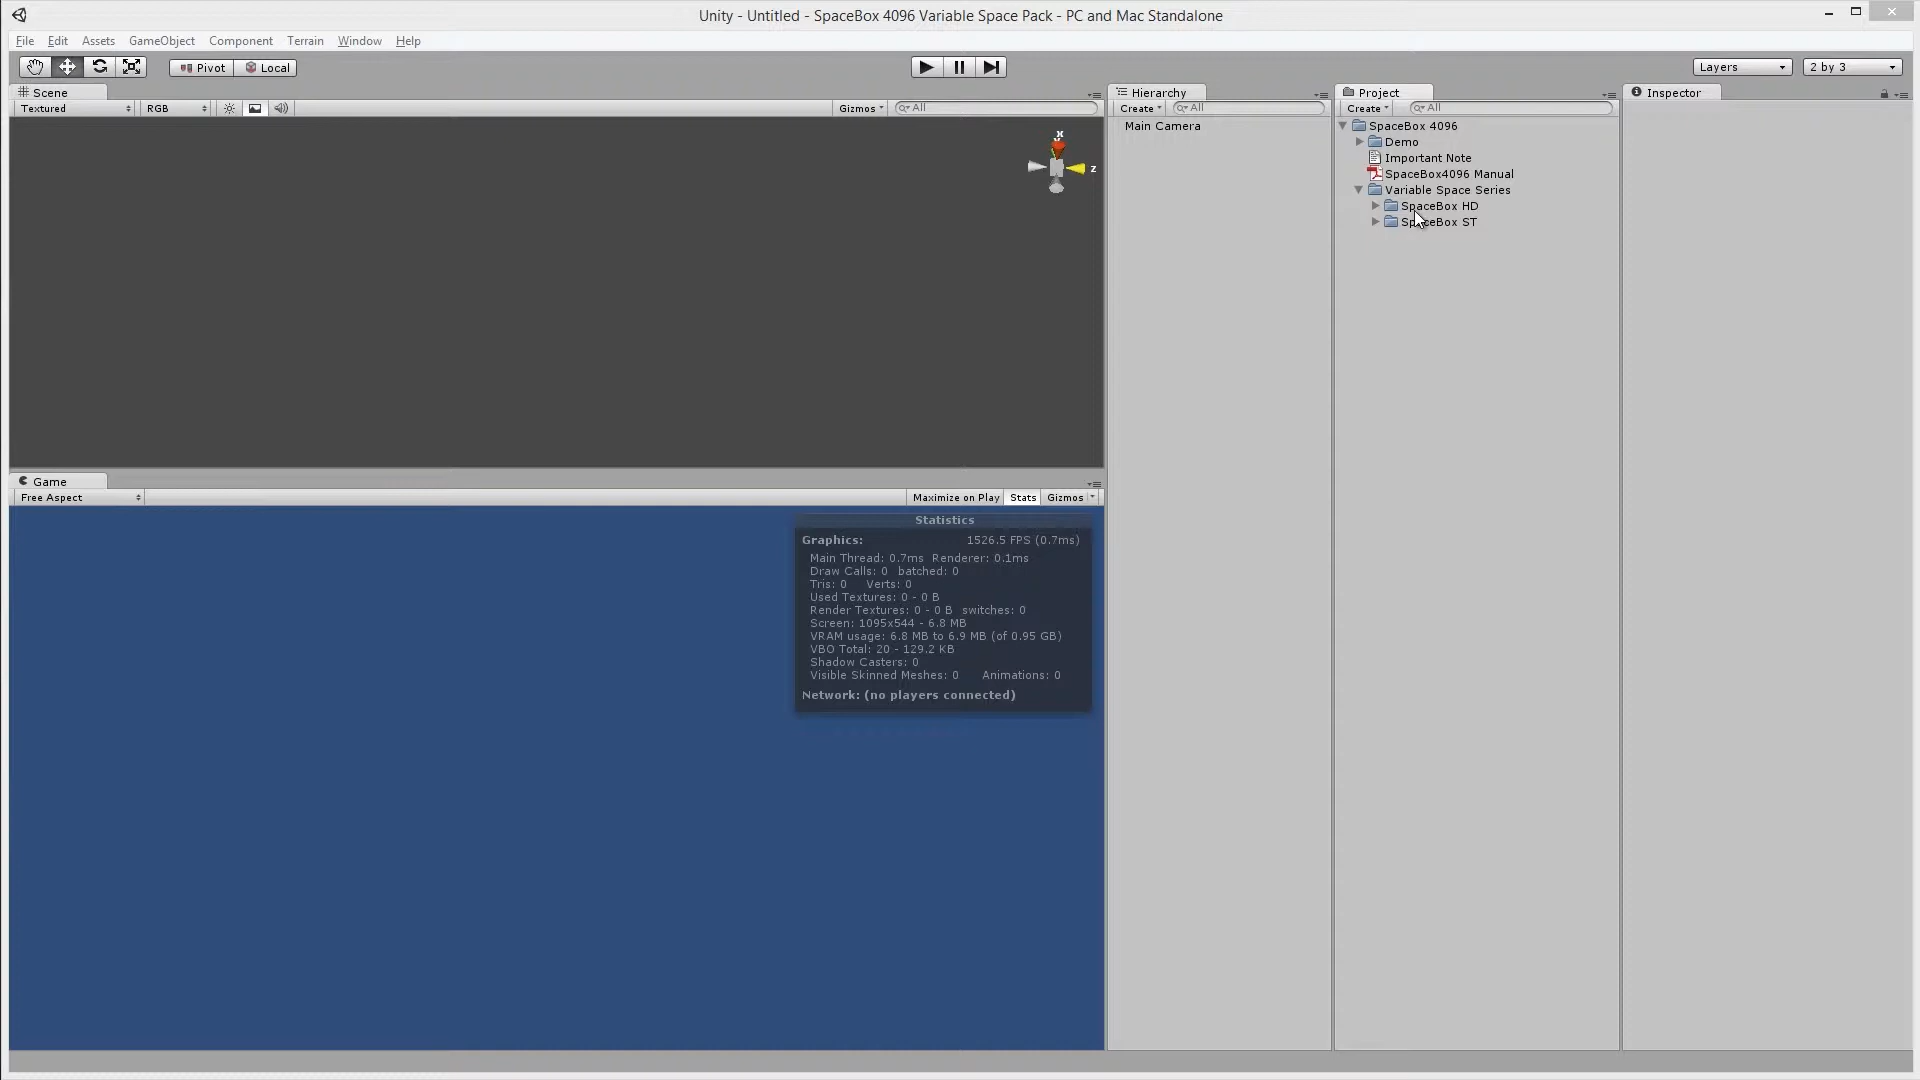 Unity - Untitled - SpaceBox 4096 Variable Space Pack - PC and Mac Standalone
File Edit Assets GameObject Component Terrain Window Help
Pivot Local Layers 2 by 3
Scene
Textured RGB Gizmos All
Hierarchy
Create All
Main Camera
Project
Create All
SpaceBox 4096
Demo
Important Note
SpaceBox4096 Manual
Variable Space Series
SpaceBox HD
SpaceBox ST
Inspector
x
z
Game
Free Aspect Maximize on Play Stats Gizmos
Statistics
Graphics: 1526.5 FPS (0.7ms)
Main Thread: 0.7ms Renderer: 0.1ms
Draw Calls: 0 batched: 0
Tris: 0 Verts: 0
Used Textures: 0 - 0 B
Render Textures: 0 - 0 B switches: 0
Screen: 1095x544 - 6.8 MB
VRAM usage: 6.8 MB to 6.9 MB (of 0.95 GB)
VBO Total: 20 - 129.2 KB
Shadow Casters: 0
Visible Skinned Meshes: 0 Animations: 0
Network: (no players connected)